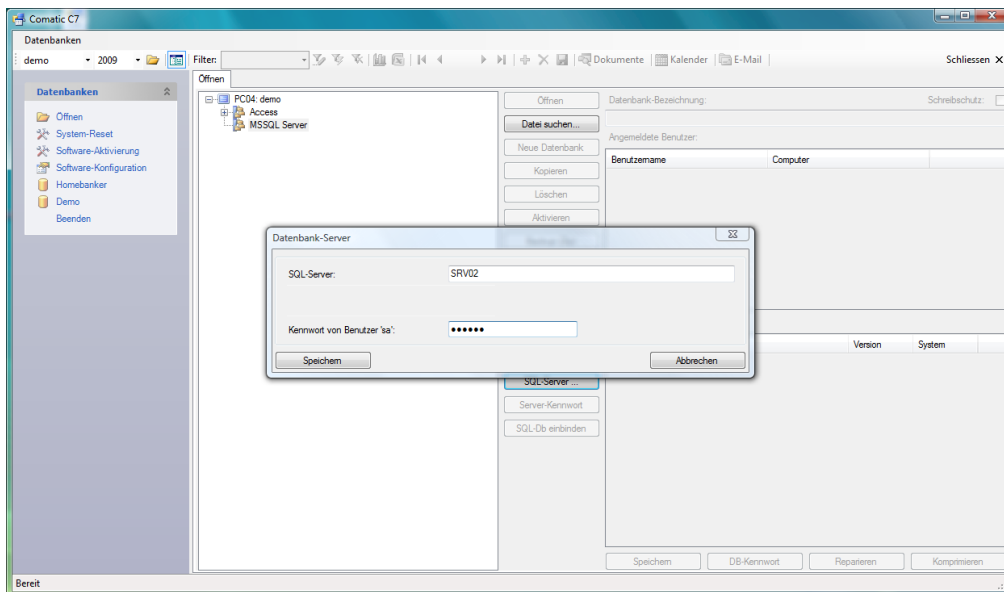 Comatic C7
Datenbanken
demo 2009 Filter: Dokumente Kalender E-Mail Schliessen X
Öffnen
Datenbanken
Öffnen
System-Reset
Software-Aktivierung
Software-Konfiguration
Homebanker
Demo
Beenden
PC04: demo
Access
MSSQL Server
Öffnen
Datei suchen...
Neue Datenbank
Kopieren
Löschen
Aktivieren
Datenbank-Bezeichnung: Schreibschutz:
Angemeldete Benutzer:
Benutzername Computer
Datenbank-Server
SQL-Server: SRV02
Kennwort von Benutzer 'sa': ••••••
Speichern Abbrechen
Version System
SQL-Server ...
Server-Kennwort
SQL-Db einbinden
Speichern DB-Kennwort Reparieren Komprimieren
Bereit